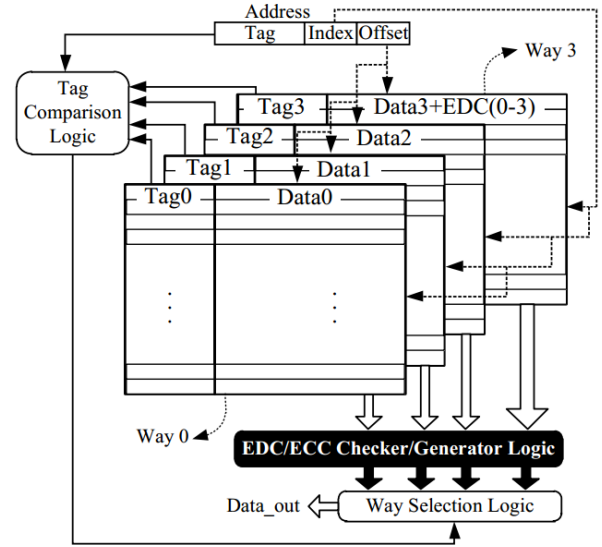 Address
Tag Index Offset
Way 3
Tag
Comparison
Logic
Tag3 Data3+EDC(0-3)
Tag2 Data2
Tag1 Data1
Tag0 Data0
Way 0
EDC/ECC Checker/Generator Logic
Data_out
Way Selection Logic